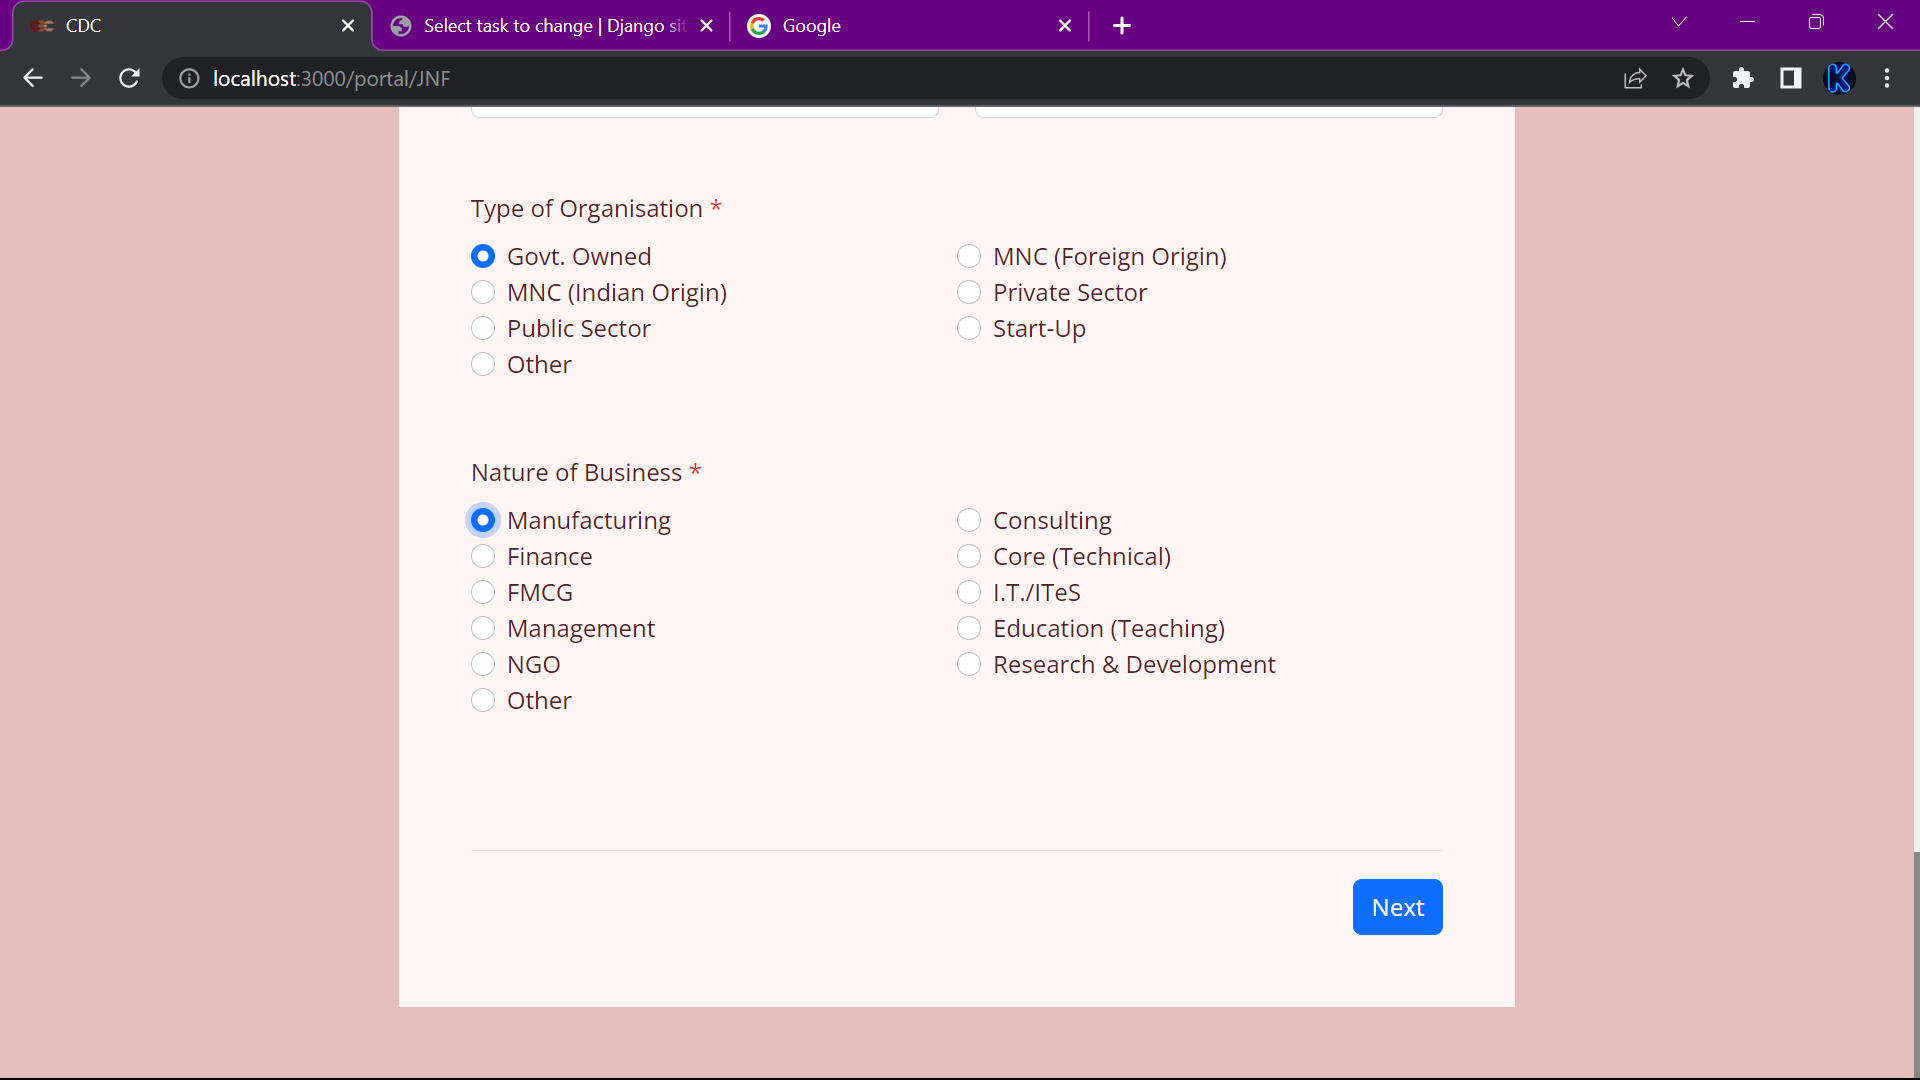 CDC
Select task to change | Django si
Google
localhost:3000/portal/JNF
Type of Organisation *
Govt. Owned
MNC (Foreign Origin)
MNC (Indian Origin)
Private Sector
Public Sector
Start-Up
Other
Nature of Business *
Manufacturing
Consulting
Finance
Core (Technical)
FMCG
I.T./ITeS
Management
Education (Teaching)
NGO
Research & Development
Other
Next